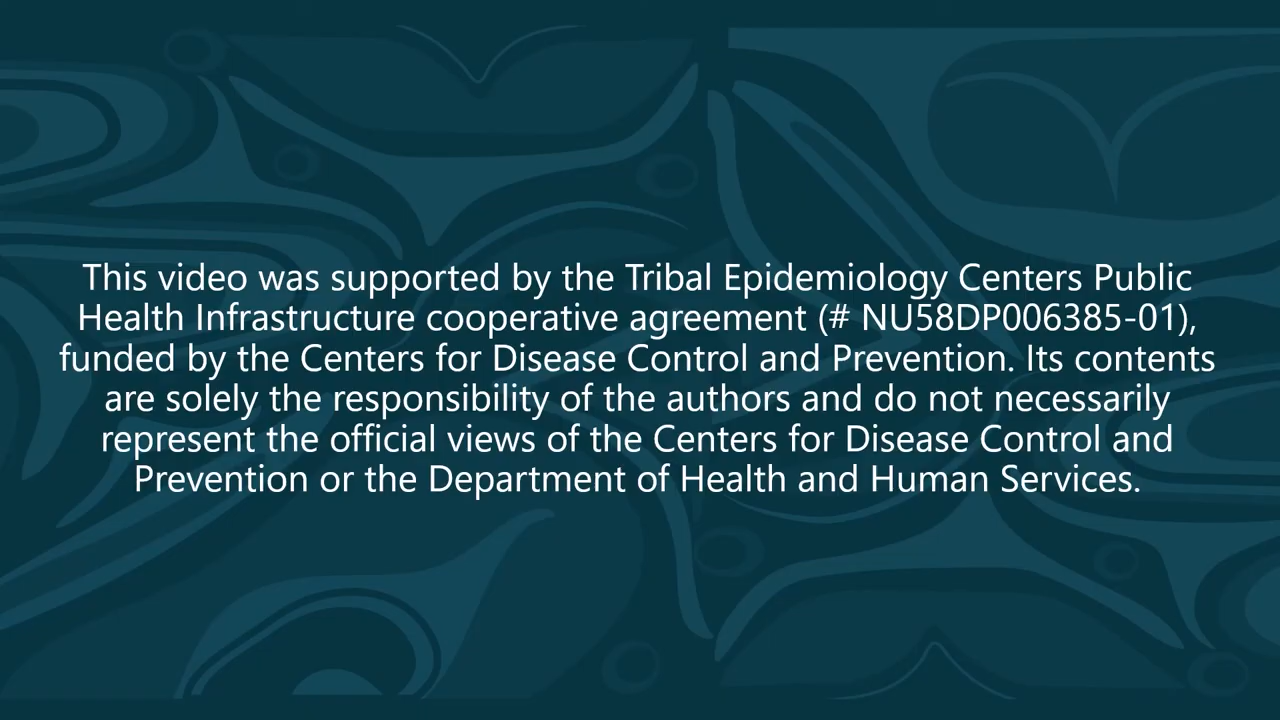 This video was supported by the Tribal Epidemiology Centers Public
Health Infrastructure cooperative agreement (# NU58DP006385-01),
funded by the Centers for Disease Control and Prevention. Its contents
are solely the responsibility of the authors and do not necessarily
represent the official views of the Centers for Disease Control and
Prevention or the Department of Health and Human Services.